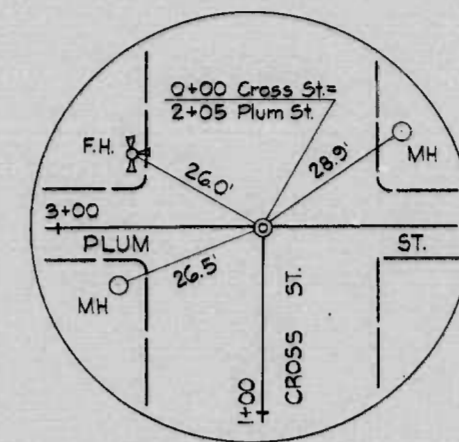 0+00 Cross St.=
2+05 Plum St.
F.H.
26.0'
28.9'
MH
3+00
PLUM
ST.
26.5'
MH
CROSS ST.
1+00